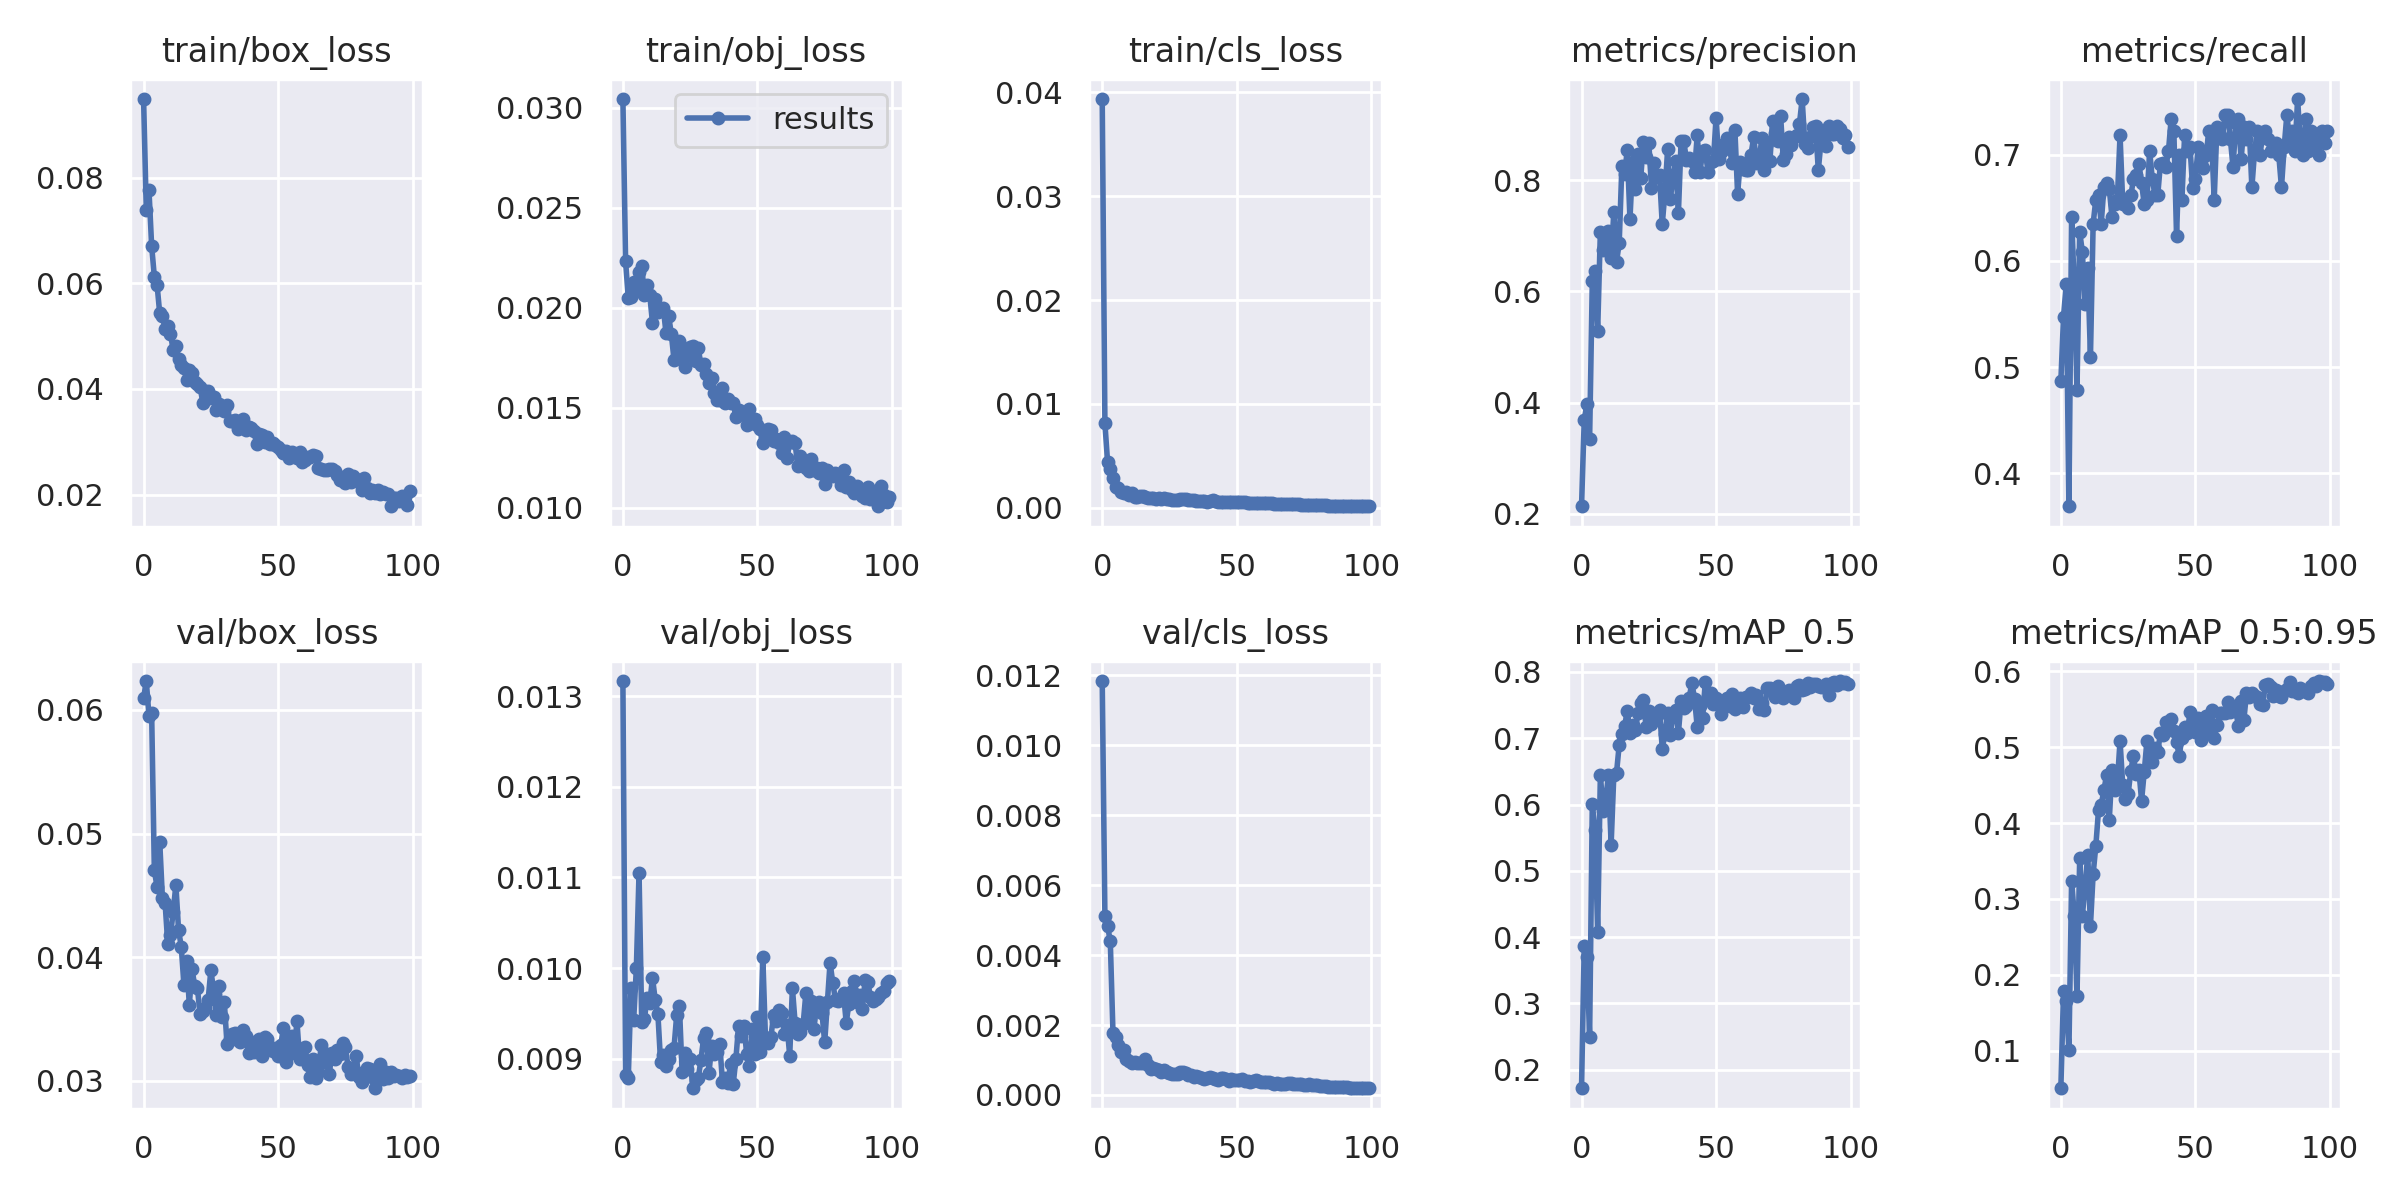 train/box_loss
0.08
0.06
0.04
0.02
0 50 100
train/obj_loss
results
0.030
0.025
0.020
0.015
0.010
0 50 100
train/cls_loss
0.04
0.03
0.02
0.01
0.00
0 50 100
metrics/precision
0.8
0.6
0.4
0.2
0 50 100
metrics/recall
0.7
0.6
0.5
0.4
0 50 100
val/box_loss
0.06
0.05
0.04
0.03
0 50 100
val/obj_loss
0.013
0.012
0.011
0.010
0.009
0 50 100
val/cls_loss
0.012
0.010
0.008
0.006
0.004
0.002
0.000
0 50 100
metrics/mAP_0.5
0.8
0.7
0.6
0.5
0.4
0.3
0.2
0 50 100
metrics/mAP_0.5:0.95
0.6
0.5
0.4
0.3
0.2
0.1
0 50 100